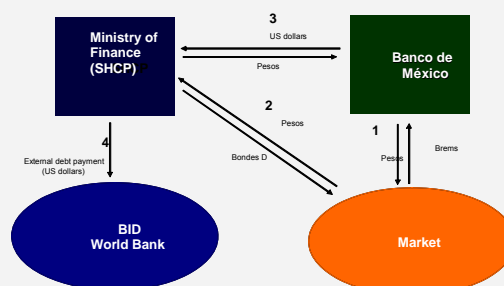 3
Ministry of
Finance
(SHCP)
US dollars
Pesos
Banco de
México
2
Pesos
1
Pesos
Brems
4
Bondes D
External debt payment
(US dollars)
BID
World Bank
Market